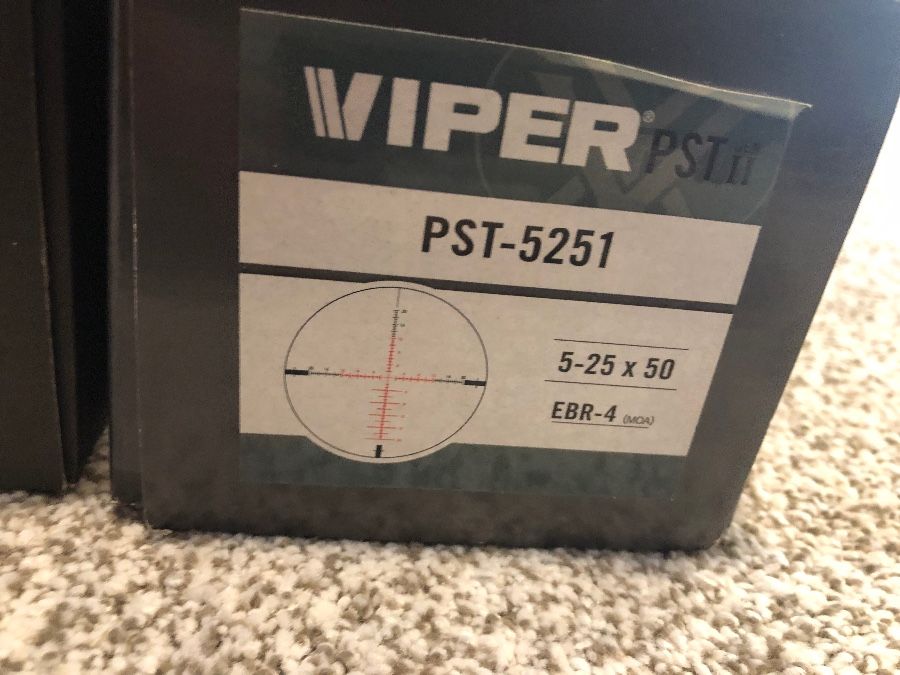 VIPER® PST II
PST-5251
5-25 x 50
EBR-4 (MOA)